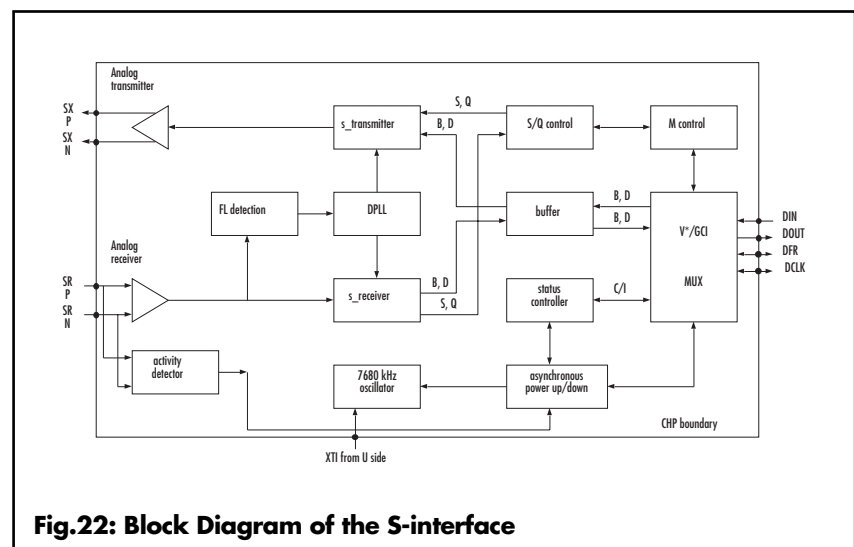 Analog
transmitter
SX
P
SX
N
s_transmitter
S, Q
B, D
S/Q control
M control
FL detection
DPLL
buffer
B, D
B, D
V*/GCI
MUX
DIN
DOUT
DFR
DCLK
Analog
receiver
SR
P
SR
N
s_receiver
B, D
S, Q
status
controller
C/I
activity
detector
7680 kHz
oscillator
asynchronous
power up/down
CHP boundary
XTI from U side
Fig.22: Block Diagram of the S-interface